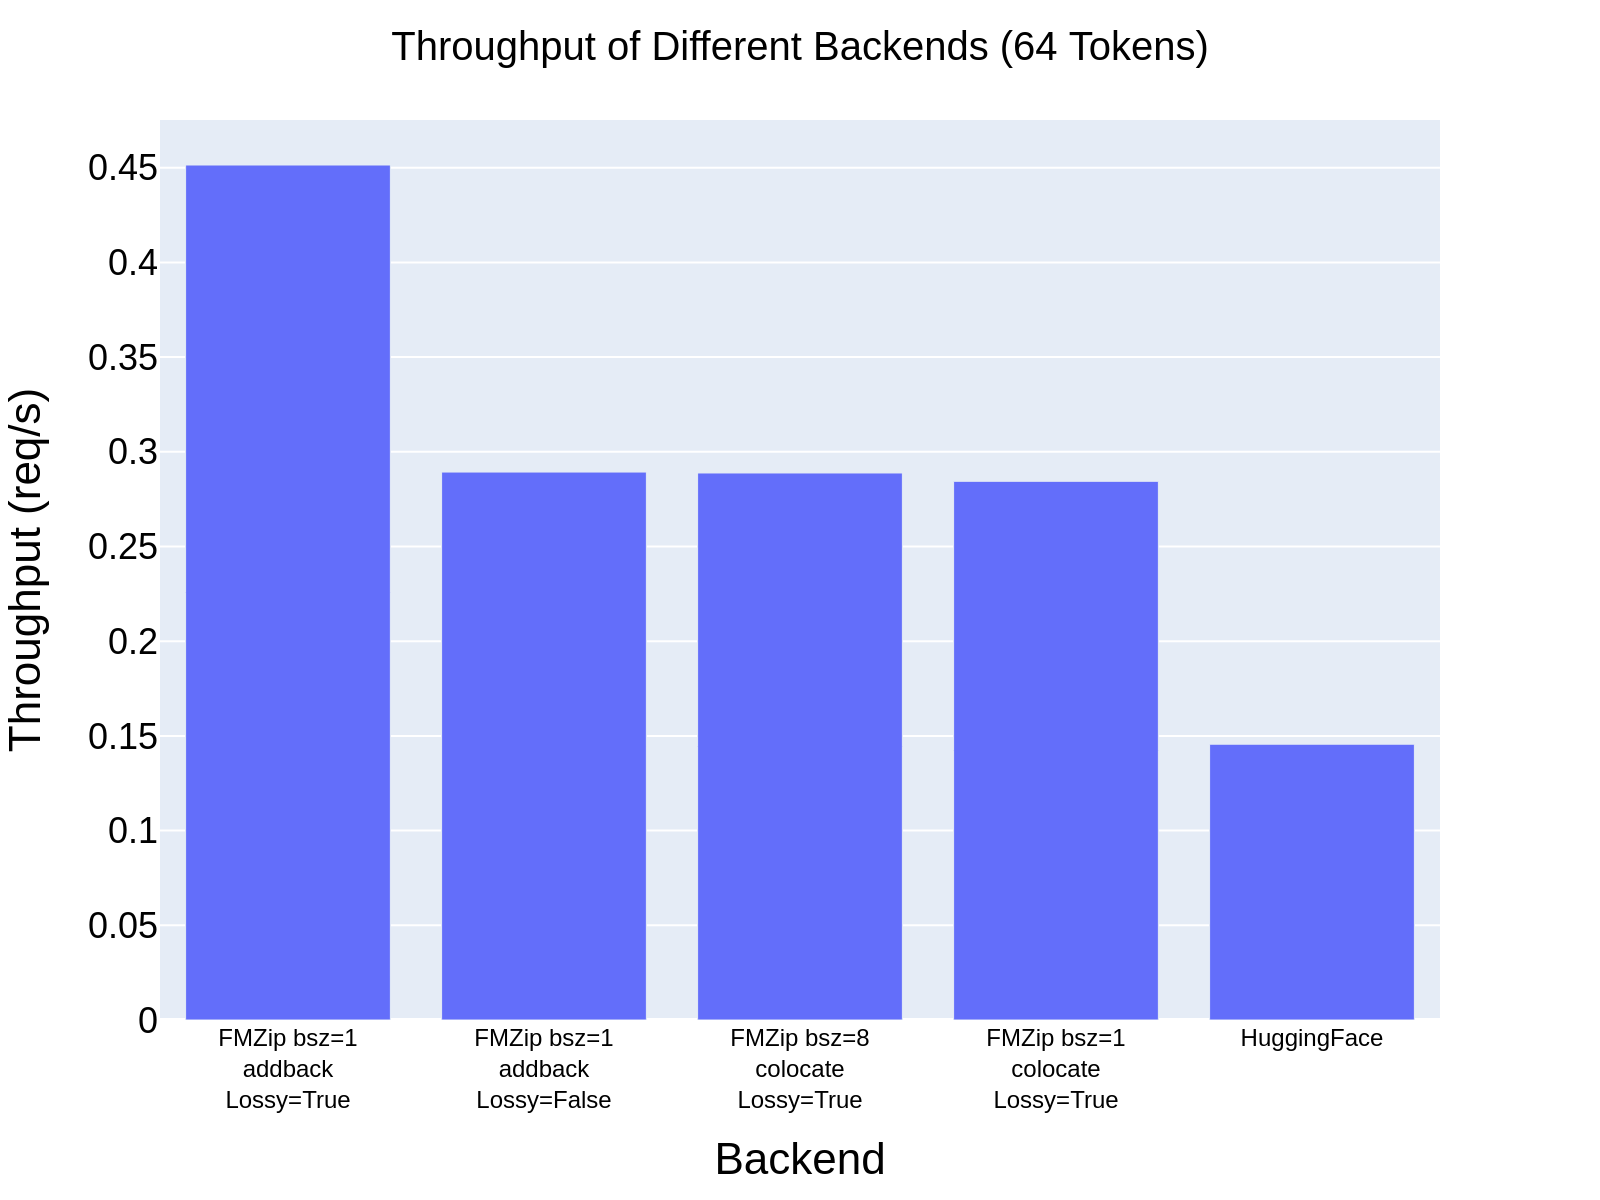 Throughput of Different Backends (64 Tokens)
Throughput (req/s)
0.45
0.4
0.35
0.3
0.25
0.2
0.15
0.1
0.05
0
FMZip bsz=1
addback
Lossy=True
FMZip bsz=1
addback
Lossy=False
FMZip bsz=8
colocate
Lossy=True
FMZip bsz=1
colocate
Lossy=True
HuggingFace
Backend